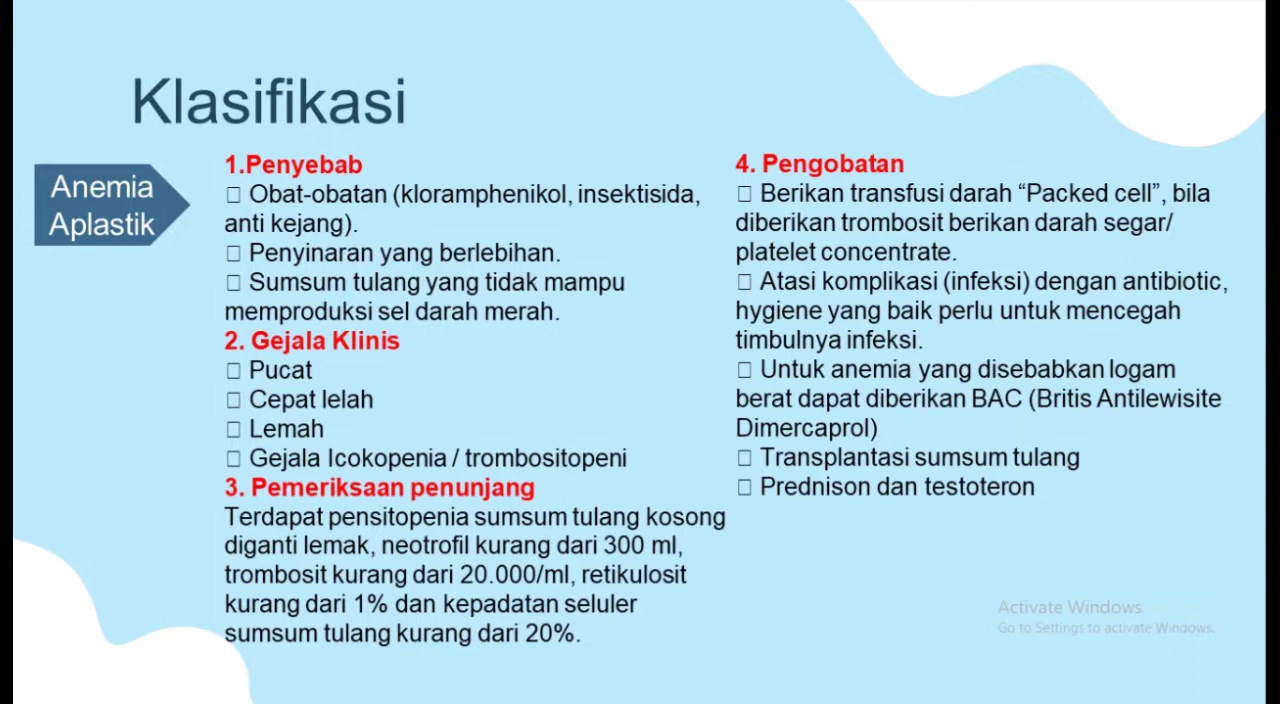 Klasifikasi
Anemia
Aplastik
1.Penyebab
□ Obat-obatan (kloramphenikol, insektisida,
anti kejang).
□ Penyinaran yang berlebihan.
□ Sumsum tulang yang tidak mampu
memproduksi sel darah merah.
2. Gejala Klinis
□ Pucat
□ Cepat lelah
□ Lemah
□ Gejala Icokopenia / trombositopeni
3. Pemeriksaan penunjang
Terdapat pensitopenia sumsum tulang kosong
diganti lemak, neotrofil kurang dari 300 ml,
trombosit kurang dari 20.000/ml, retikulosit
kurang dari 1% dan kepadatan seluler
sumsum tulang kurang dari 20%.
4. Pengobatan
□ Berikan transfusi darah “Packed cell”, bila
diberikan trombosit berikan darah segar/
platelet concentrate.
□ Atasi komplikasi (infeksi) dengan antibiotic,
hygiene yang baik perlu untuk mencegah
timbulnya infeksi.
□ Untuk anemia yang disebabkan logam
berat dapat diberikan BAC (Britis Antilewisite
Dimercaprol)
□ Transplantasi sumsum tulang
□ Prednison dan testoteron
Activate Windows
Go to Settings to activate Windows.